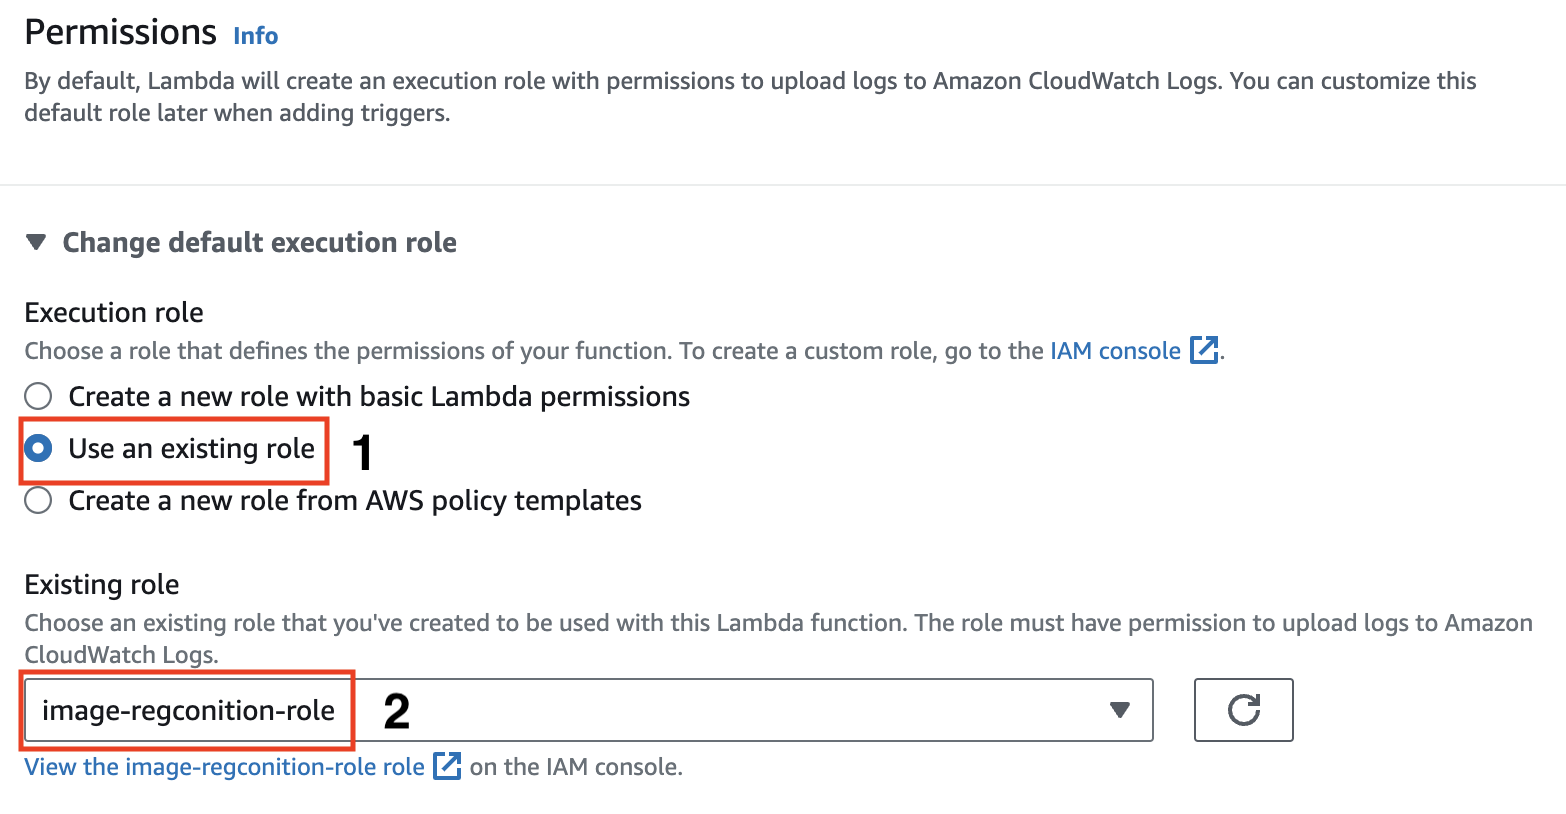 Permissions Info
By default, Lambda will create an execution role with permissions to upload logs to Amazon CloudWatch Logs. You can customize this
default role later when adding triggers.
Change default execution role
Execution role
Choose a role that defines the permissions of your function. To create a custom role, go to the IAM console.
Create a new role with basic Lambda permissions
Use an existing role 1
Create a new role from AWS policy templates
Existing role
Choose an existing role that you've created to be used with this Lambda function. The role must have permission to upload logs to Amazon
CloudWatch Logs.
image-regconition-role 2
View the image-regconition-role role on the IAM console.